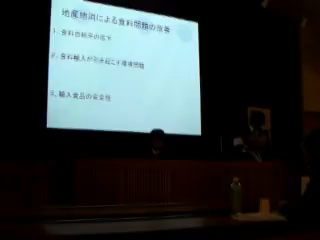 地産地消による食料問題の改善
1. 食料自給率の低下
2. 食料輸入が引き起こす環境問題
3. 輸入食品の安全性